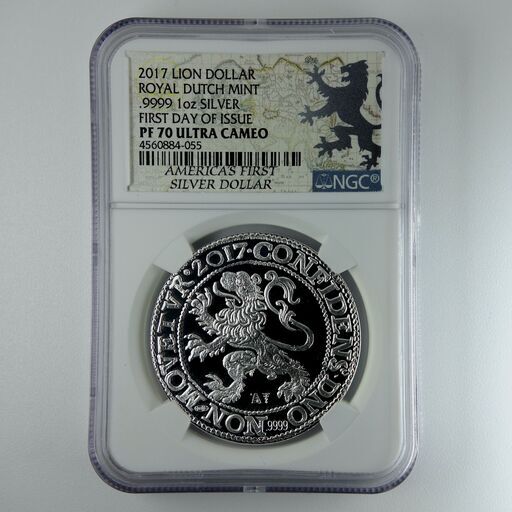 2017 LION DOLLAR
ROYAL DUTCH MINT
.9999 1oz SILVER
FIRST DAY OF ISSUE
PF 70 ULTRA CAMEO
4560884-055
AMERICA'S FIRST
SILVER DOLLAR
NGC®
·2017·CONFIDENS·DNO·NON·MOVETVR
AT
.9999